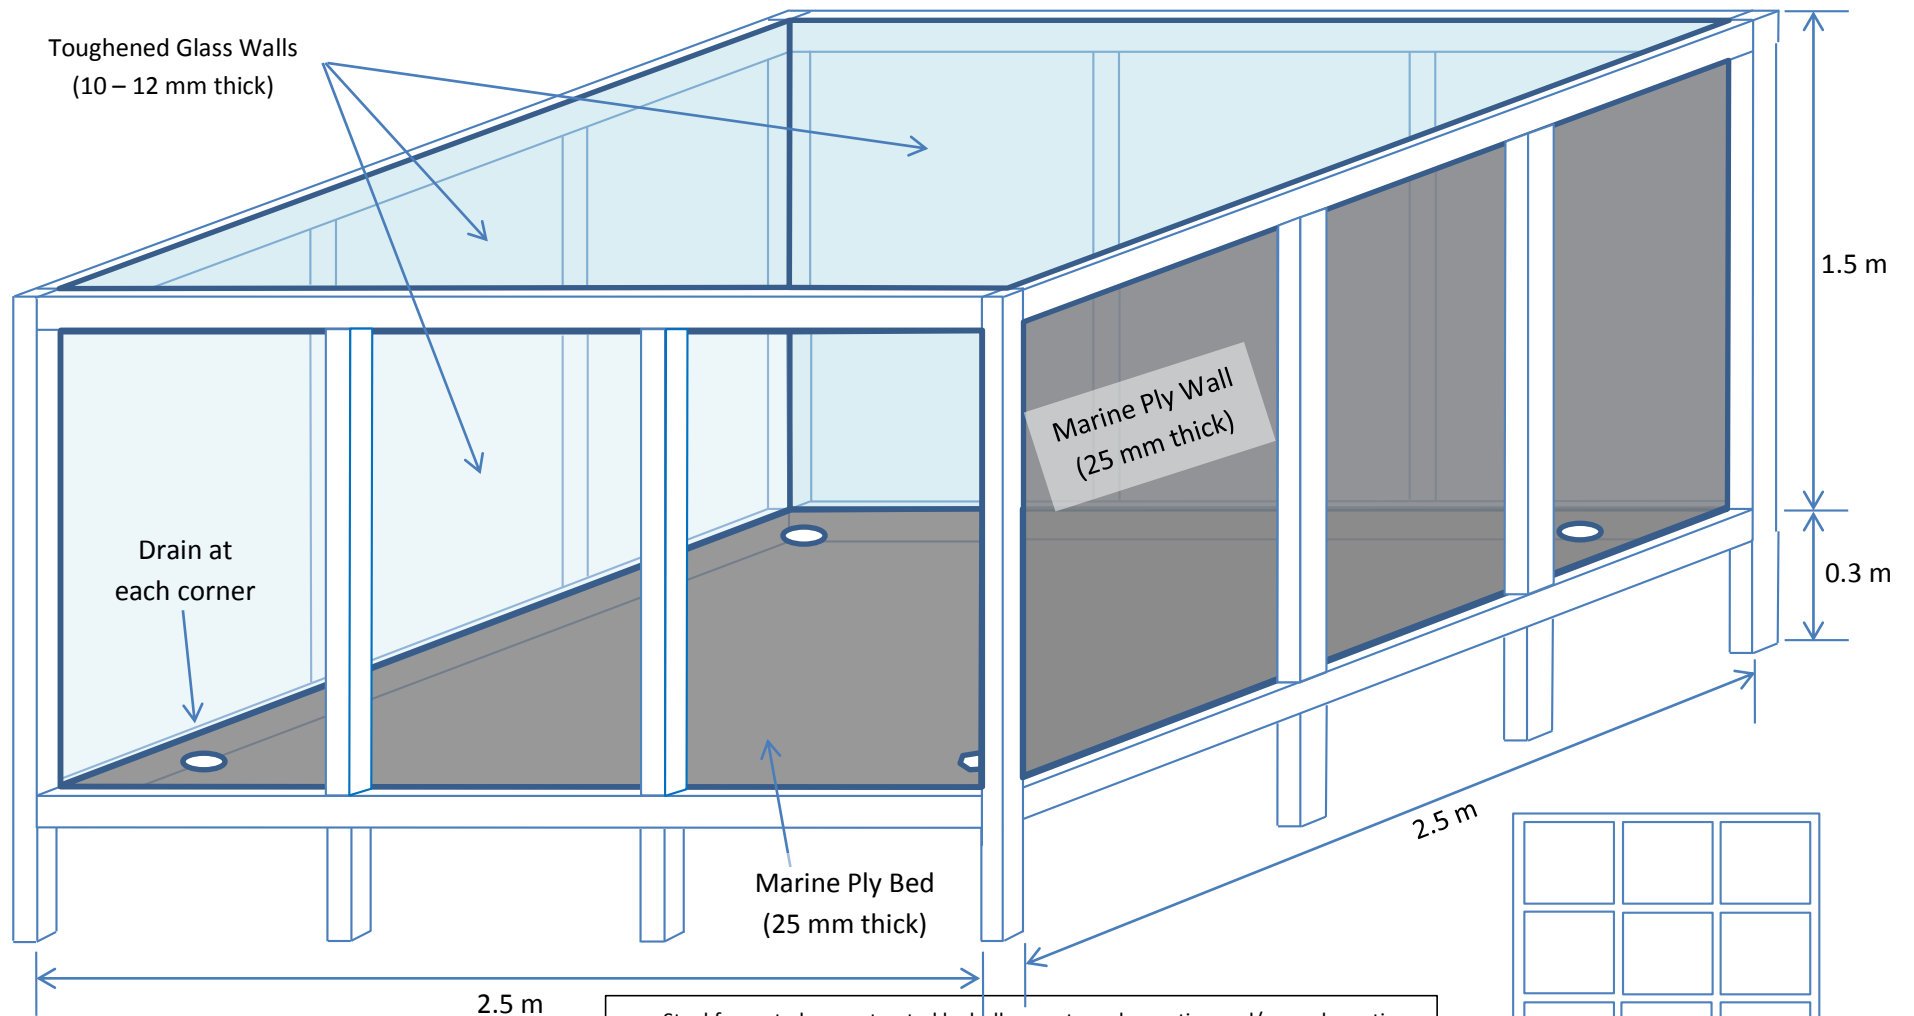 Toughened Glass Walls
(10 – 12 mm thick)
1.5 m
Marine Ply Wall
(25 mm thick)
Drain at
each corner
0.3 m
2.5 m
Marine Ply Bed
(25 mm thick)
2.5 m